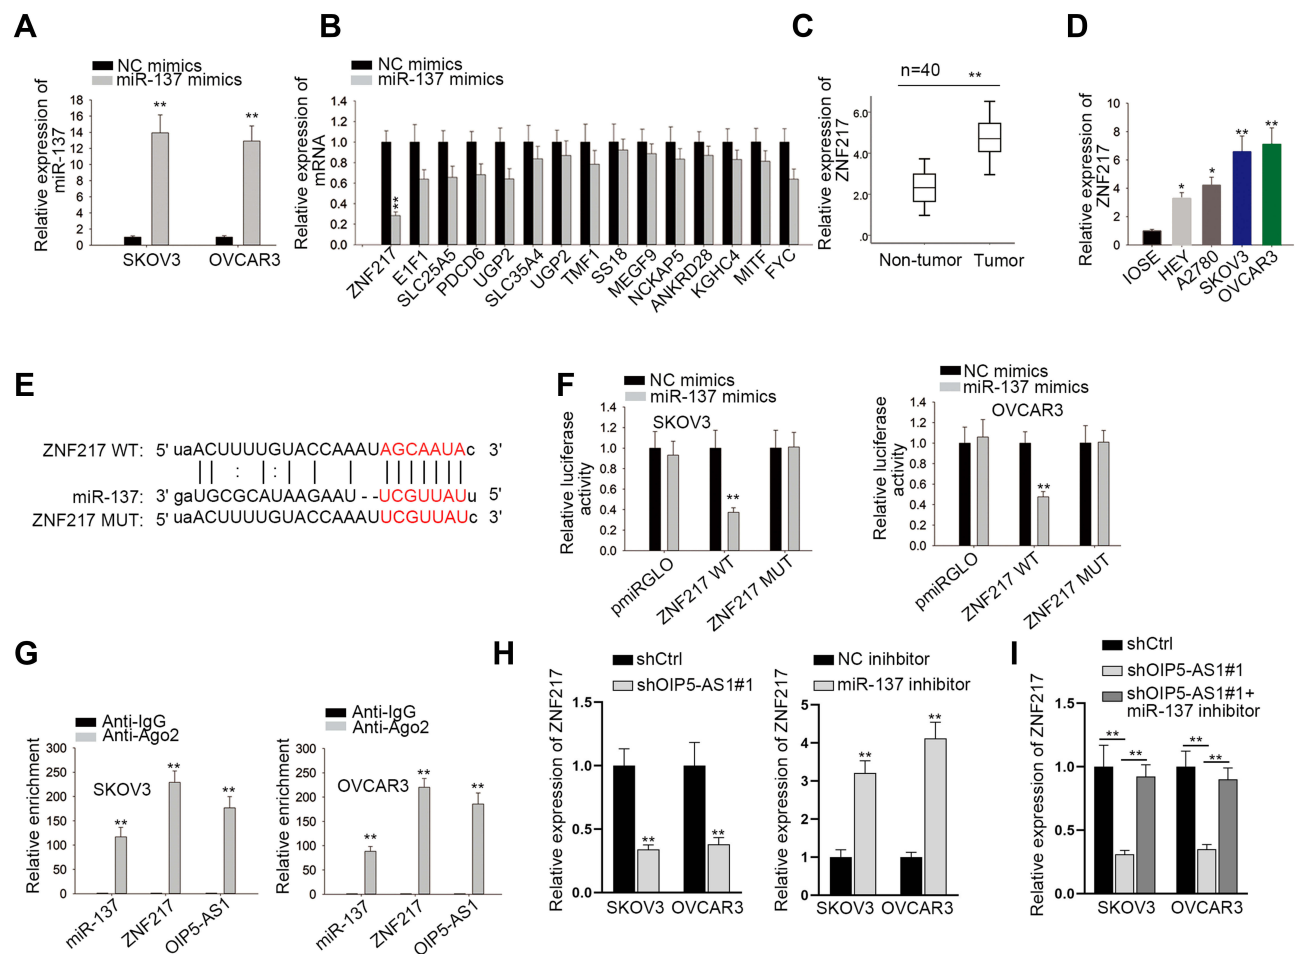 A
NC mimics
miR-137 mimics
Relative expression of
miR-137
18
16
14
12
10
8
6
4
2
0
**
**
SKOV3
OVCAR3
B
NC mimics
miR-137 mimics
Relative expression of
mRNA
1.4
1.2
1.0
0.8
0.6
0.4
0.2
0.0
**
ZNF217
E1F1
SLC25A5
PDCD6
UGP2
SLC35A4
UGP2
TMF1
SS18
MEGF9
NCKAP5
ANKRD28
KGHC4
MITF
FYC
C
n=40
**
Relative expression of
ZNF217
6.0
4.0
2.0
.0
Non-tumor
Tumor
D
Relative expression of
ZNF217
10
8
6
4
2
0
*
*
**
**
IOSE
HEY
A2780
SKOV3
OVCAR3
E
ZNF217 WT: 5' uaACUUUUGUACCAAAUAGCAAUAc 3'
: :
miR-137: 3' gaUGCGCAUAAGAAU--UCGUUAUu 5'
ZNF217 MUT: 5' uaACUUUUGUACCAAAUUCGUUAUc 3'
F
NC mimics
miR-137 mimics
SKOV3
Relative luciferase
activity
1.4
1.2
1.0
0.8
0.6
0.4
0.2
0.0
**
pmiRGLO
ZNF217 WT
ZNF217 MUT
NC mimics
miR-137 mimics
OVCAR3
Relative luciferase
activity
1.4
1.2
1.0
0.8
0.6
0.4
0.2
0.0
**
pmiRGLO
ZNF217 WT
ZNF217 MUT
G
Anti-IgG
Anti-Ago2
SKOV3
Relative enrichment
300
250
200
150
100
50
0
**
**
**
miR-137
ZNF217
OIP5-AS1
Anti-IgG
Anti-Ago2
OVCAR3
Relative enrichment
300
250
200
150
100
50
0
**
**
**
miR-137
ZNF217
OIP5-AS1
H
shCtrl
shOIP5-AS1#1
Relative expression of ZNF217
1.5
1.0
0.5
0.0
**
**
SKOV3
OVCAR3
NC inihbitor
miR-137 inhibitor
Relative expression of ZNF217
5
4
3
2
1
0
**
**
SKOV3
OVCAR3
I
shCtrl
shOIP5-AS1#1
shOIP5-AS1#1+
miR-137 inhibitor
Relative expression of ZNF217
1.5
1.0
0.5
0.0
**
**
**
**
SKOV3
OVCAR3